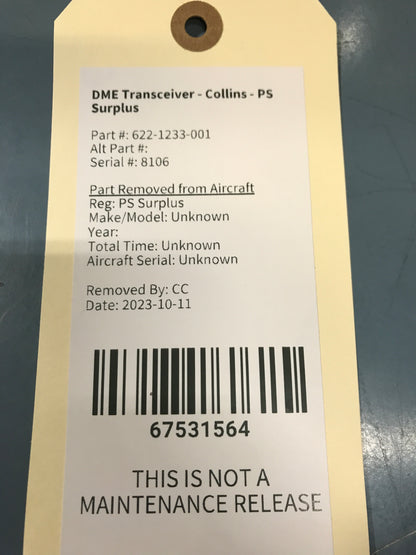 DME Transceiver - Collins - PS
Surplus
Part #: 622-1233-001
Alt Part #:
Serial #: 8106
Part Removed from Aircraft
Reg: PS Surplus
Make/Model: Unknown
Year:
Total Time: Unknown
Aircraft Serial: Unknown
Removed By: CC
Date: 2023-10-11
67531564
THIS IS NOT A
MAINTENANCE RELEASE